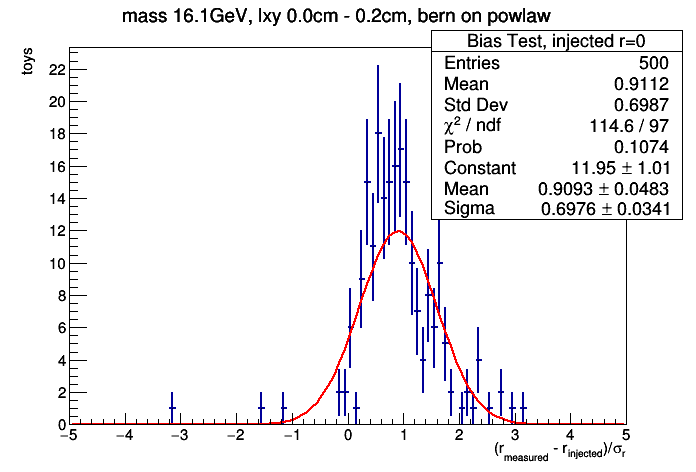 mass 16.1GeV, lxy 0.0cm - 0.2cm, bern on powlaw
toys
Bias Test, injected r=0
Entries 500
Mean 0.9112
Std Dev 0.6987
χ² / ndf 114.6 / 97
Prob 0.1074
Constant 11.95 ± 1.01
Mean 0.9093 ± 0.0483
Sigma 0.6976 ± 0.0341
22
20
18
16
14
12
10
8
6
4
2
0
−5 −4 −3 −2 −1 0 1 2 3 4 5
(r_measured - r_injected)/σ_r